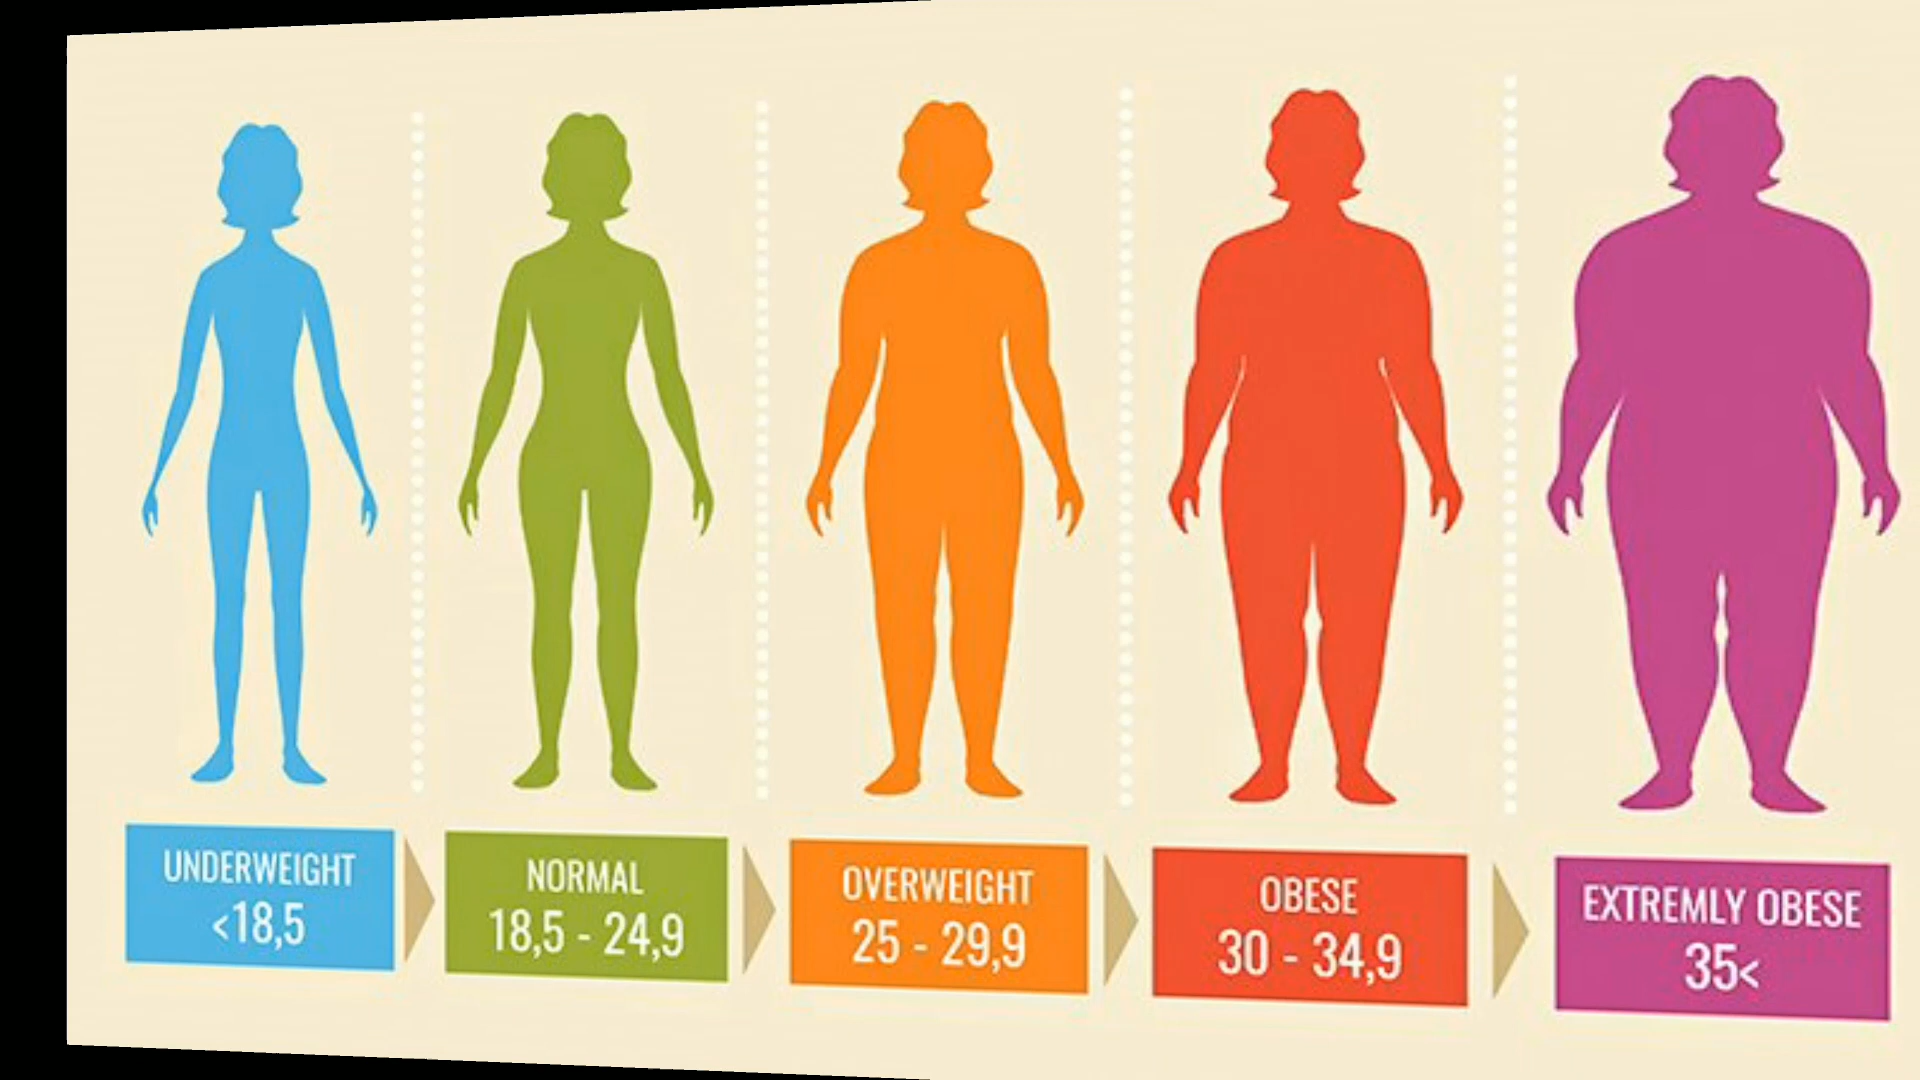 UNDERWEIGHT
<18,5
NORMAL
18,5 - 24,9
OVERWEIGHT
25 - 29,9
OBESE
30 - 34,9
EXTREMLY OBESE
35<